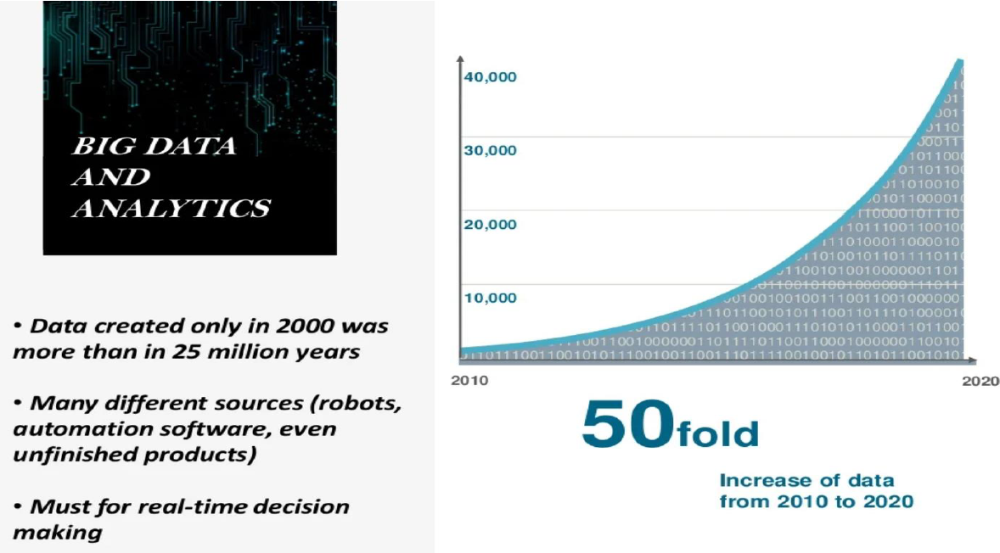 BIG DATA
AND
ANALYTICS
• Data created only in 2000 was
more than in 25 million years
• Many different sources (robots,
automation software, even
unfinished products)
• Must for real-time decision
making
40,000
30,000
20,000
10,000
2010
2020
50fold
Increase of data
from 2010 to 2020